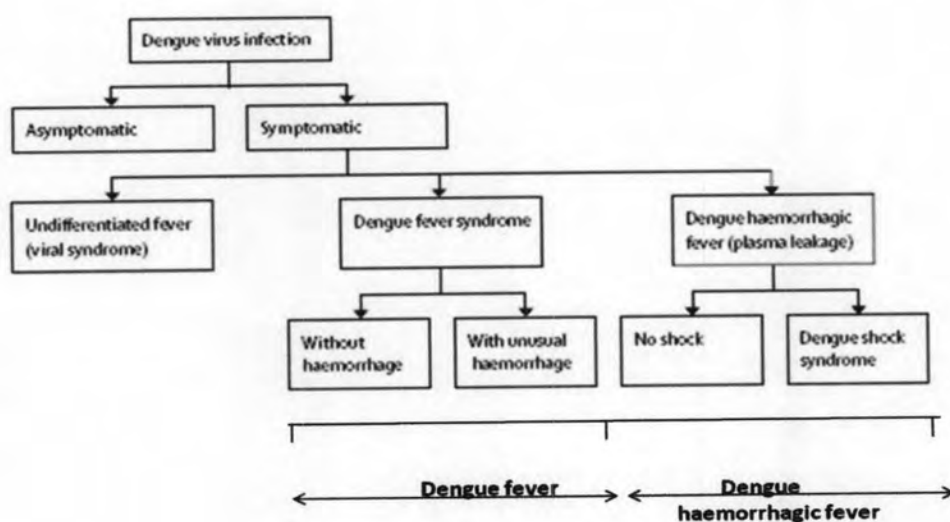 Dengue virus infection
Asymptomatic
Symptomatic
Undifferentiated fever
(viral syndrome)
Dengue fever syndrome
Dengue haemorrhagic
fever (plasma leakage)
Without
haemorrhage
With unusual
haemorrhage
No shock
Dengue shock
syndrome
Dengue fever
Dengue
haemorrhagic fever